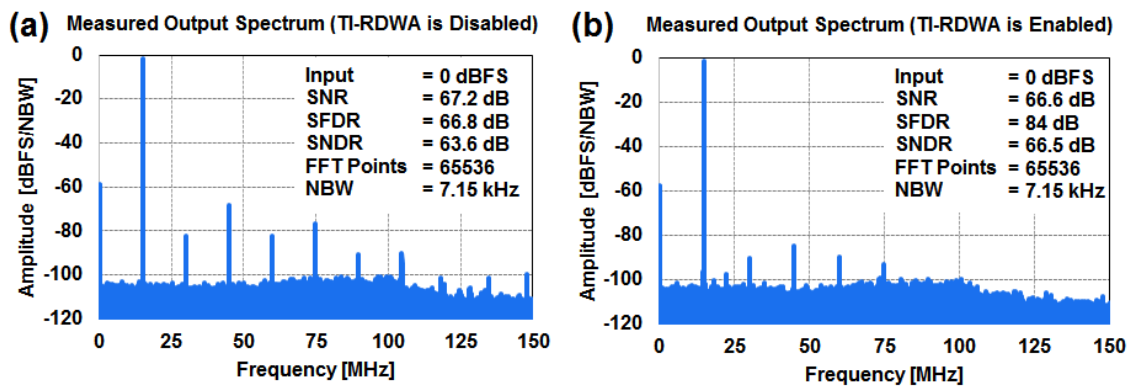 (a) Measured Output Spectrum (TI-RDWA is Disabled)
Amplitude [dBFS/NBW]
0
-20
-40
-60
-80
-100
-120
Input = 0 dBFS
SNR = 67.2 dB
SFDR = 66.8 dB
SNDR = 63.6 dB
FFT Points = 65536
NBW = 7.15 kHz
0 25 50 75 100 125 150
Frequency [MHz]
(b) Measured Output Spectrum (TI-RDWA is Enabled)
Amplitude [dBFS/NBW]
0
-20
-40
-60
-80
-100
-120
Input = 0 dBFS
SNR = 66.6 dB
SFDR = 84 dB
SNDR = 66.5 dB
FFT Points = 65536
NBW = 7.15 kHz
0 25 50 75 100 125 150
Frequency [MHz]